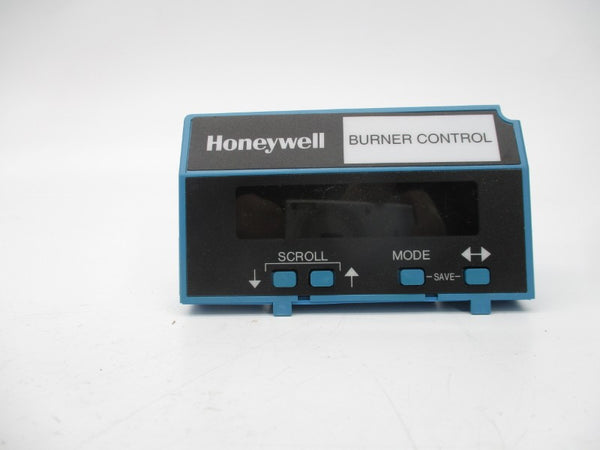 Honeywell
BURNER CONTROL
SCROLL
MODE
↓ ↑ ↔
-SAVE-